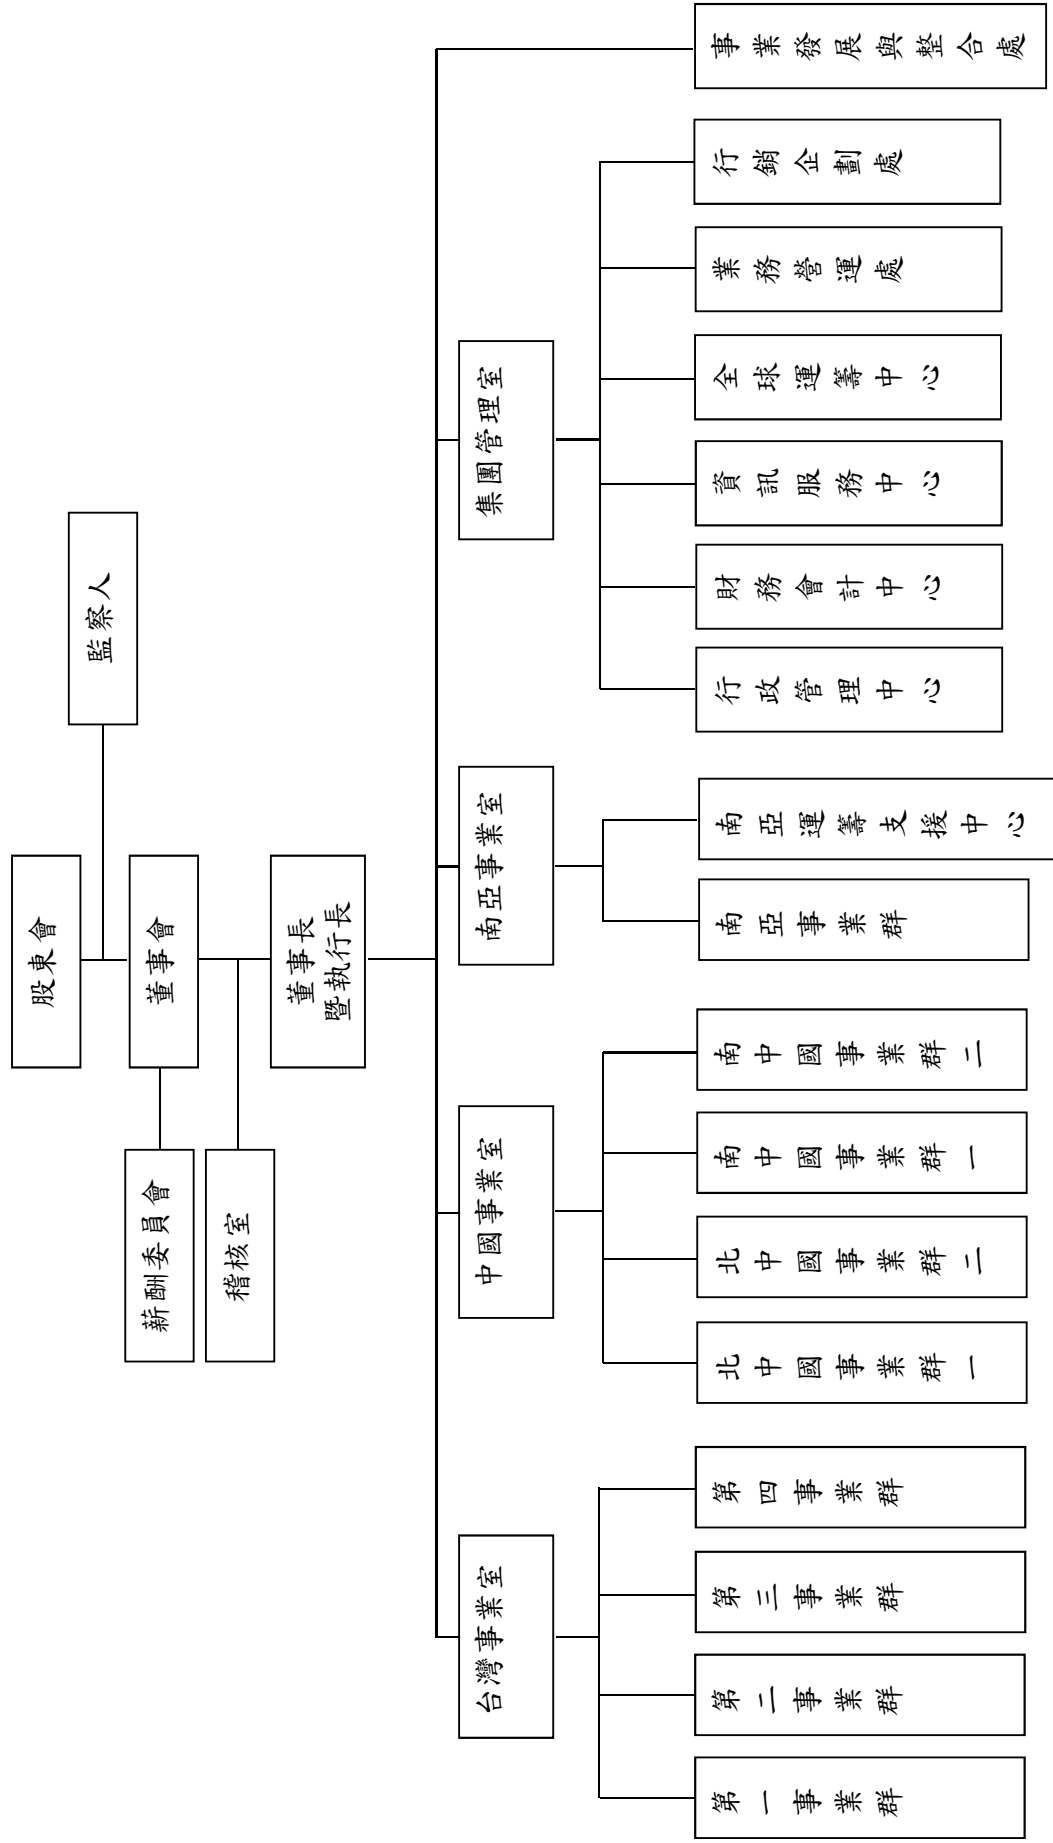 股東會
監察人
董事會
薪酬委員會
稽核室
董事長
暨執行長
台灣事業室
中國事業室
南亞事業室
集團管理室
第一事業群
第二事業群
第三事業群
第四事業群
北中國事業群一
北中國事業群二
南中國事業群一
南中國事業群二
南亞事業群
南亞運籌支援中心
行政管理中心
財務會計中心
資訊服務中心
全球運籌中心
業務營運處
行銷企劃處
事業發展與整合處